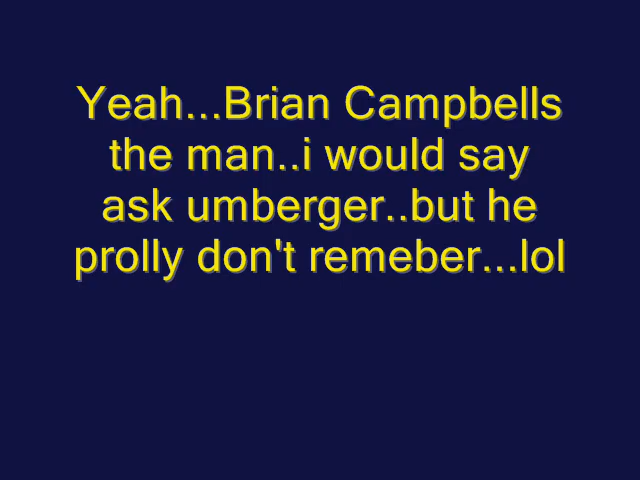 Yeah...Brian Campbells
the man..i would say
ask umberger..but he
prolly don't remeber...lol